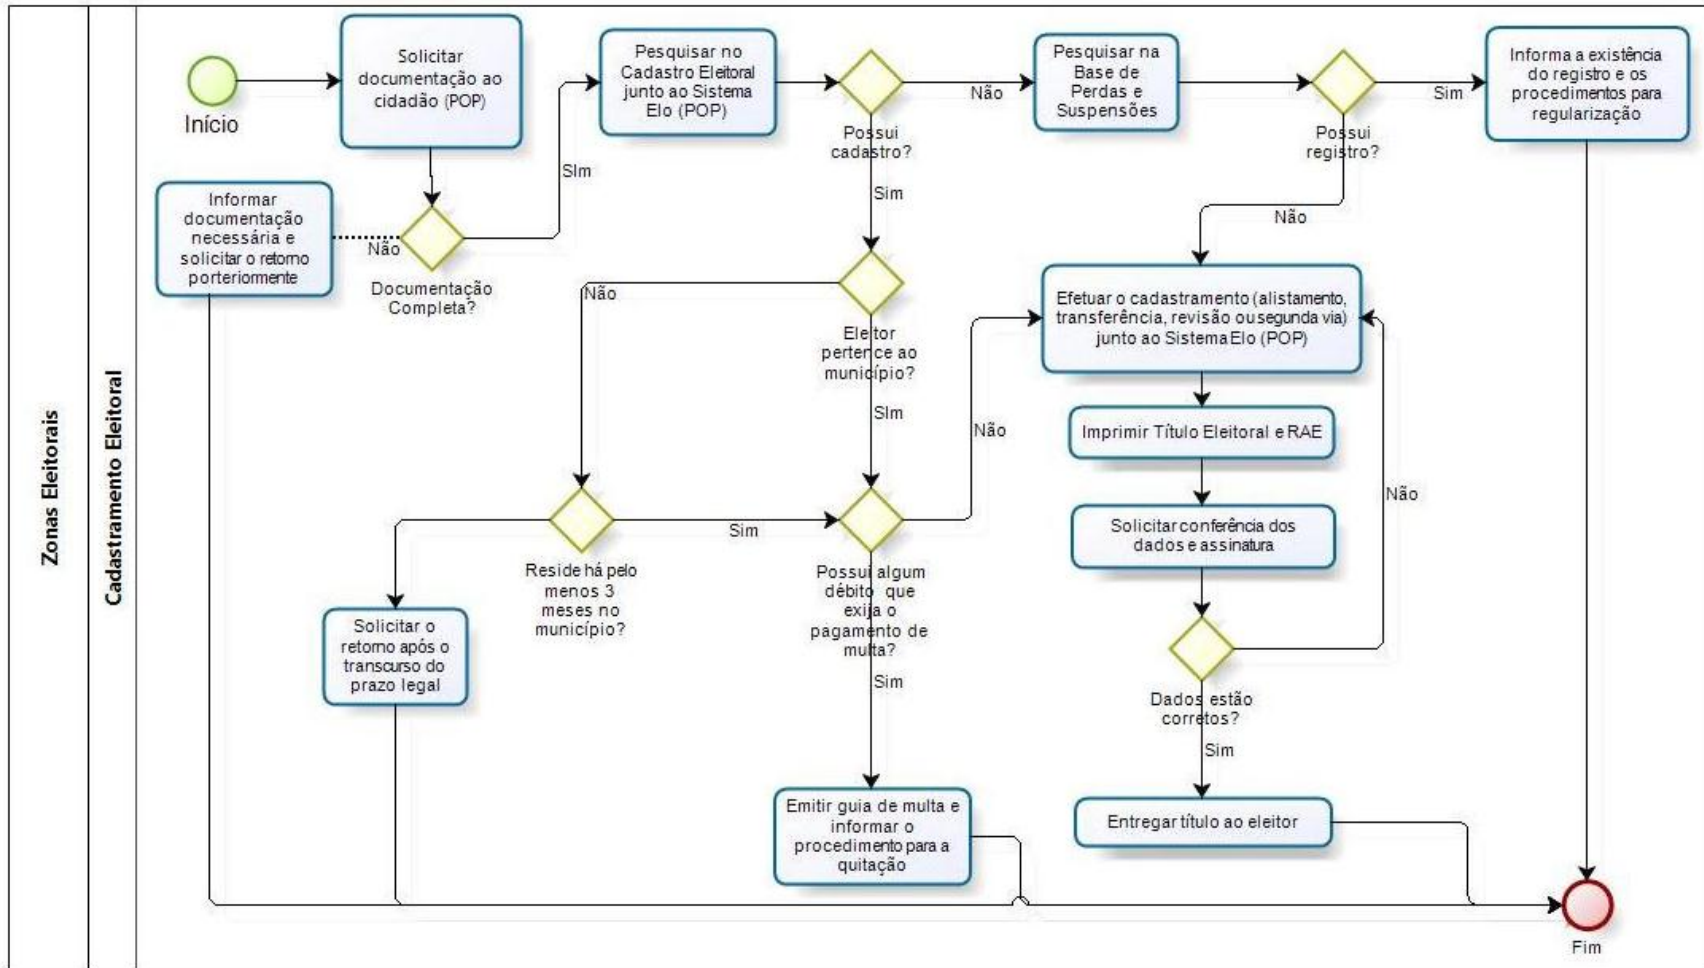 Zonas Eleitorais
Cadastramento Eleitoral
Início
Solicitar
documentação ao
cidadão (POP)
Informar
documentação
necessária e
solicitar o retorno
porteriormente
Não
Documentação
Completa?
SIm
Pesquisar no
Cadastro Eleitoral
junto ao Sistema
Elo (POP)
Possui
cadastro?
Não
Sim
Pesquisar na
Base de
Perdas e
Suspensões
Possui
registro?
Sim
Não
Informa a existência
do registro e os
procedimentos para
regularização
Eleitor
pertence ao
município?
Não
SIm
Reside há pelo
menos 3
meses no
município?
Sim
Solicitar o
retorno após o
transcurso do
prazo legal
Possui algum
débito que
exija o
pagamento de
multa?
Não
Sim
Emitir guia de multa e
informar o
procedimento para a
quitação
Efetuar o cadastramento (alistamento,
transferência, revisão ou segunda via)
junto ao Sistema Elo (POP)
Imprimir Título Eleitoral e RAE
Solicitar conferência dos
dados e assinatura
Não
Dados estão
corretos?
Sim
Entregar título ao eleitor
Fim